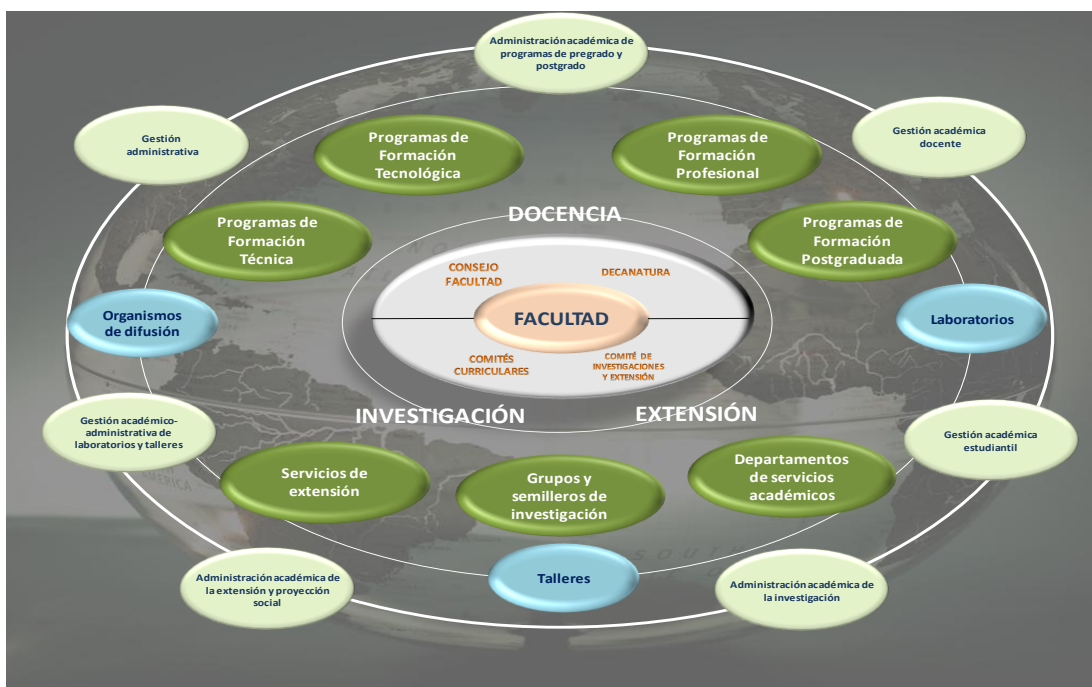 Administración académica de
programas de pregrado y
postgrado
Gestión
administrativa
Gestión académica
docente
Programas de
Formación
Tecnológica
Programas de
Formación
Profesional
Programas de
Formación
Técnica
DOCENCIA
Programas de
Formación
Postgraduada
CONSEJO
FACULTAD
DECANATURA
Organismos
de difusión
FACULTAD
Laboratorios
COMITÉS
CURRICULARES
COMITÉ DE
INVESTIGACIONES
Y EXTENSIÓN
INVESTIGACIÓN
EXTENSIÓN
Gestión académico-
administrativa de
laboratorios y talleres
Gestión académica
estudiantil
Servicios de
extensión
Grupos y
semilleros de
investigación
Departamentos
de servicios
académicos
Talleres
Administración académica de
la extensión y proyección
social
Administración académica de
la investigación